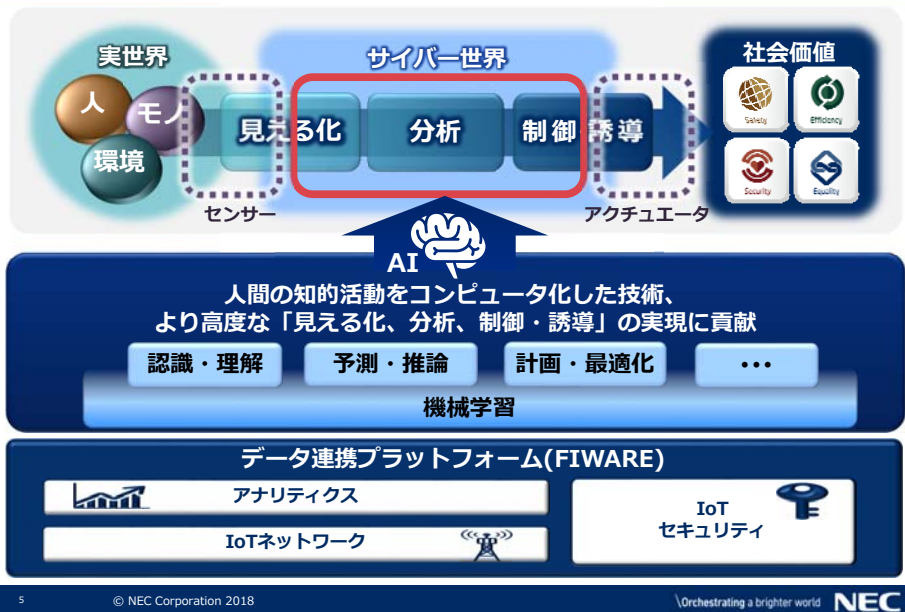 実世界
サイバー世界
社会価値
人
モノ
環境
見える化
分析
制御・誘導
Safety
Efficiency
Security
Equality
センサー
アクチュエータ
AI
人間の知的活動をコンピュータ化した技術、
より高度な「見える化、分析、制御・誘導」の実現に貢献
認識・理解
予測・推論
計画・最適化
･･･
機械学習
データ連携プラットフォーム(FIWARE)
アナリティクス
IoTネットワーク
IoT
セキュリティ
5
© NEC Corporation 2018
\Orchestrating a brighter world
NEC